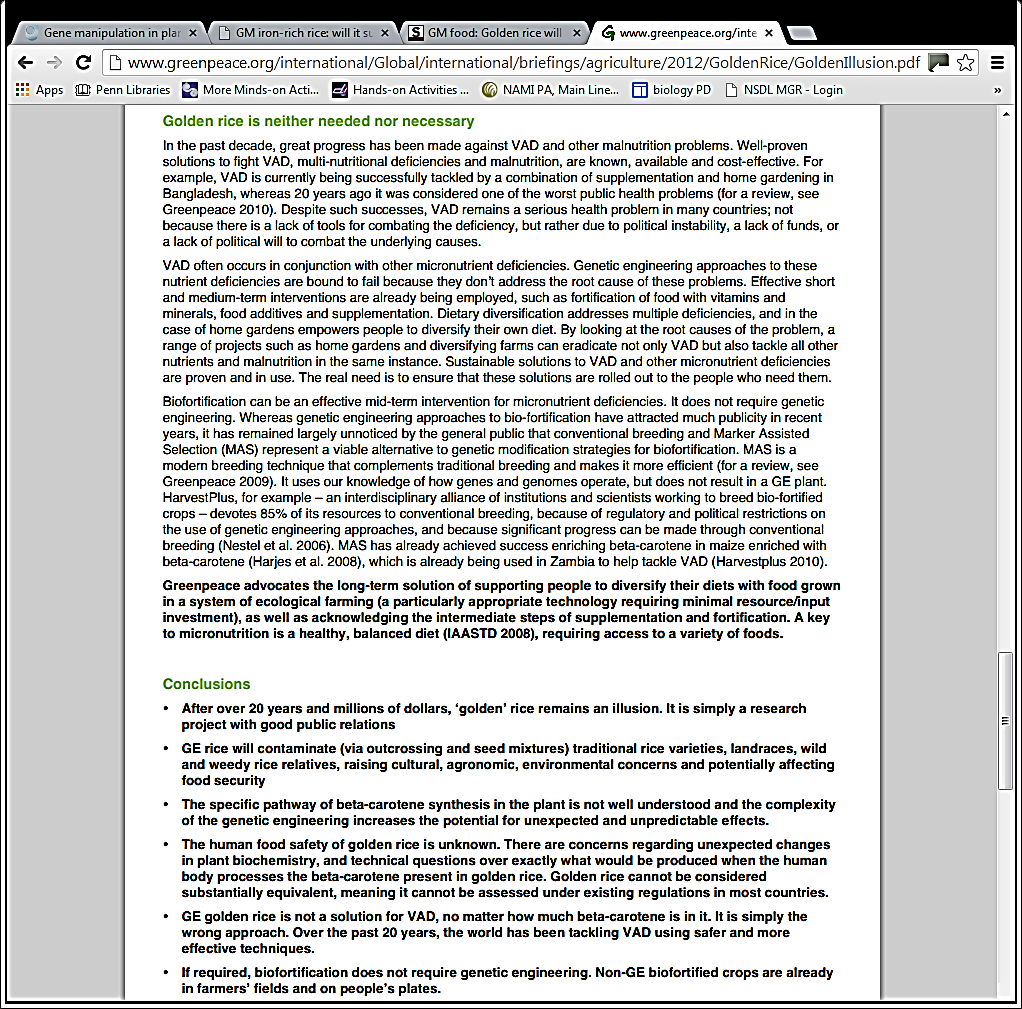 Gene manipulation in plar
GM iron-rich rice: will it su
GM food: Golden rice will
www.greenpeace.org/inte
www.greenpeace.org/international/Global/international/briefings/agriculture/2012/GoldenRice/GoldenIllusion.pdf
Apps
Penn Libraries
More Minds-on Acti...
Hands-on Activities ...
NAMI PA, Main Line...
biology PD
NSDL MGR - Login
»
Golden rice is neither needed nor necessary
In the past decade, great progress has been made against VAD and other malnutrition problems. Well-proven
solutions to fight VAD, multi-nutritional deficiencies and malnutrition, are known, available and cost-effective. For
example, VAD is currently being successfully tackled by a combination of supplementation and home gardening in
Bangladesh, whereas 20 years ago it was considered one of the worst public health problems (for a review, see
Greenpeace 2010). Despite such successes, VAD remains a serious health problem in many countries; not
because there is a lack of tools for combating the deficiency, but rather due to political instability, a lack of funds, or
a lack of political will to combat the underlying causes.
VAD often occurs in conjunction with other micronutrient deficiencies. Genetic engineering approaches to these
nutrient deficiencies are bound to fail because they don't address the root cause of these problems. Effective short
and medium-term interventions are already being employed, such as fortification of food with vitamins and
minerals, food additives and supplementation. Dietary diversification addresses multiple deficiencies, and in the
case of home gardens empowers people to diversify their own diet. By looking at the root causes of the problem, a
range of projects such as home gardens and diversifying farms can eradicate not only VAD but also tackle all other
nutrients and malnutrition in the same instance. Sustainable solutions to VAD and other micronutrient deficiencies
are proven and in use. The real need is to ensure that these solutions are rolled out to the people who need them.
Biofortification can be an effective mid-term intervention for micronutrient deficiencies. It does not require genetic
engineering. Whereas genetic engineering approaches to bio-fortification have attracted much publicity in recent
years, it has remained largely unnoticed by the general public that conventional breeding and Marker Assisted
Selection (MAS) represent a viable alternative to genetic modification strategies for biofortification. MAS is a
modern breeding technique that complements traditional breeding and makes it more efficient (for a review, see
Greenpeace 2009). It uses our knowledge of how genes and genomes operate, but does not result in a GE plant.
HarvestPlus, for example – an interdisciplinary alliance of institutions and scientists working to breed bio-fortified
crops – devotes 85% of its resources to conventional breeding, because of regulatory and political restrictions on
the use of genetic engineering approaches, and because significant progress can be made through conventional
breeding (Nestel et al. 2006). MAS has already achieved success enriching beta-carotene in maize enriched with
beta-carotene (Harjes et al. 2008), which is already being used in Zambia to help tackle VAD (Harvestplus 2010).
Greenpeace advocates the long-term solution of supporting people to diversify their diets with food grown
in a system of ecological farming (a particularly appropriate technology requiring minimal resource/input
investment), as well as acknowledging the intermediate steps of supplementation and fortification. A key
to micronutrition is a healthy, balanced diet (IAASTD 2008), requiring access to a variety of foods.
Conclusions
• After over 20 years and millions of dollars, 'golden' rice remains an illusion. It is simply a research
project with good public relations
• GE rice will contaminate (via outcrossing and seed mixtures) traditional rice varieties, landraces, wild
and weedy rice relatives, raising cultural, agronomic, environmental concerns and potentially affecting
food security
• The specific pathway of beta-carotene synthesis in the plant is not well understood and the complexity
of the genetic engineering increases the potential for unexpected and unpredictable effects.
• The human food safety of golden rice is unknown. There are concerns regarding unexpected changes
in plant biochemistry, and technical questions over exactly what would be produced when the human
body processes the beta-carotene present in golden rice. Golden rice cannot be considered
substantially equivalent, meaning it cannot be assessed under existing regulations in most countries.
• GE golden rice is not a solution for VAD, no matter how much beta-carotene is in it. It is simply the
wrong approach. Over the past 20 years, the world has been tackling VAD using safer and more
effective techniques.
• If required, biofortification does not require genetic engineering. Non-GE biofortified crops are already
in farmers' fields and on people's plates.